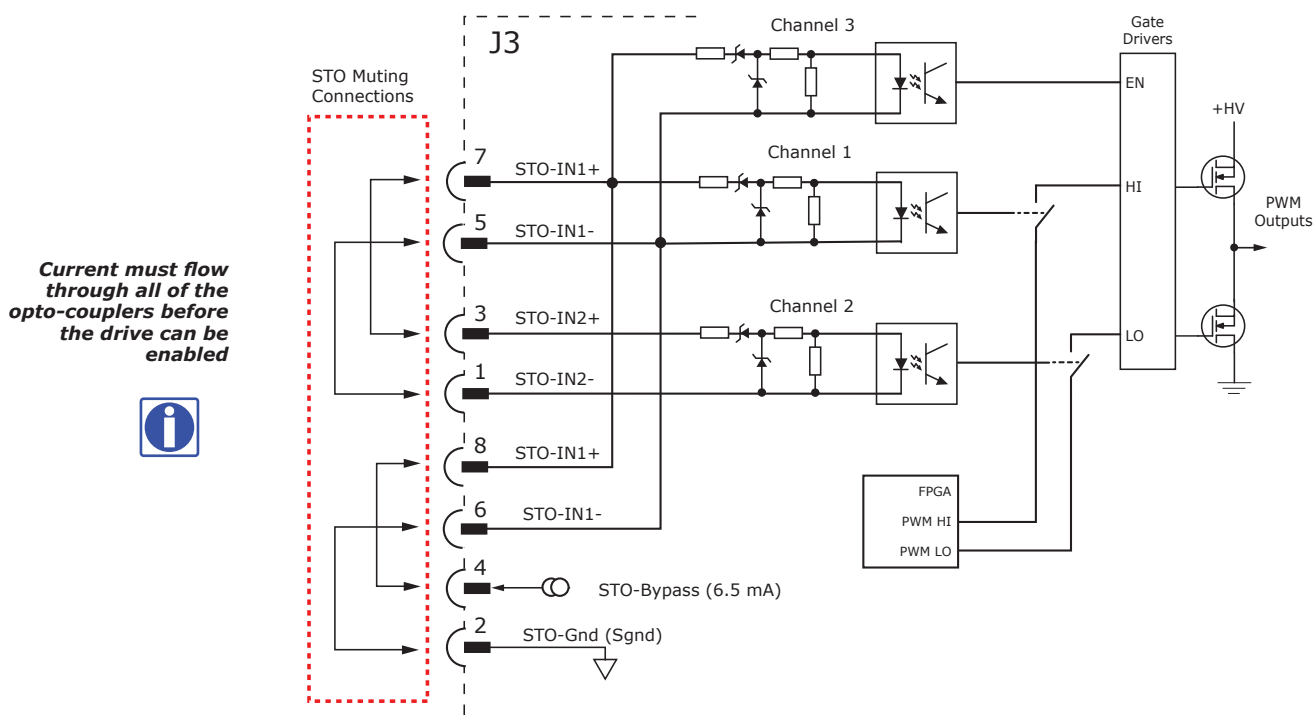 J3
Channel 3
Gate
Drivers
STO Muting
Connections
EN
+HV
7
STO-IN1+
Channel 1
HI
PWM
Outputs
5
STO-IN1-
Current must flow
through all of the
opto-couplers before
the drive can be
enabled
i
3
STO-IN2+
Channel 2
LO
1
STO-IN2-
8
STO-IN1+
6
STO-IN1-
FPGA
PWM HI
PWM LO
4
STO-Bypass (6.5 mA)
2
STO-Gnd (Sgnd)